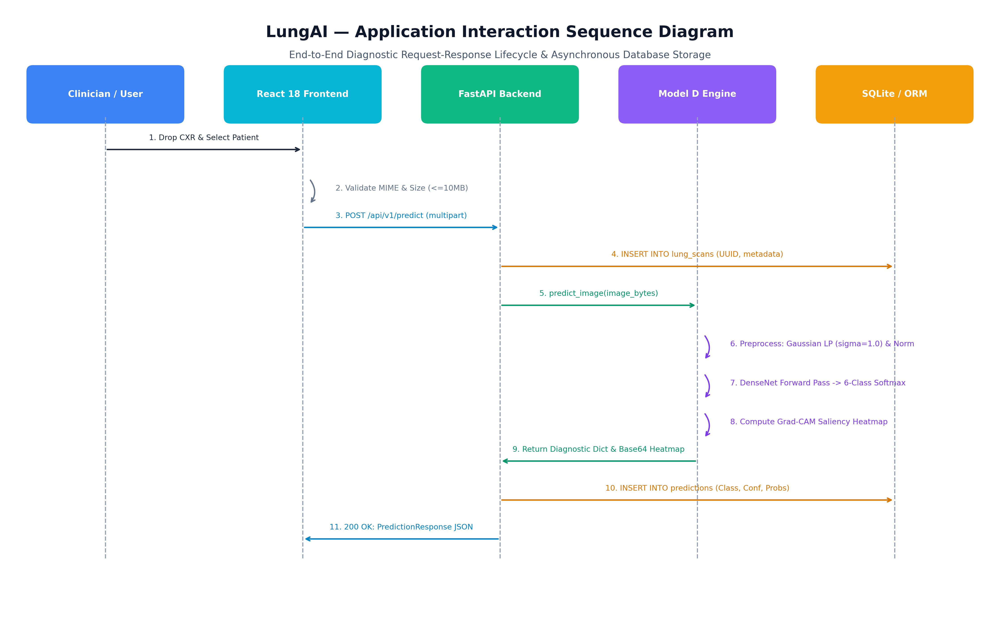 LungAI — Application Interaction Sequence Diagram
End-to-End Diagnostic Request-Response Lifecycle & Asynchronous Database Storage
Clinician / User
React 18 Frontend
FastAPI Backend
Model D Engine
SQLite / ORM
1. Drop CXR & Select Patient
2. Validate MIME & Size (<=10MB)
3. POST /api/v1/predict (multipart)
4. INSERT INTO lung_scans (UUID, metadata)
5. predict_image(image_bytes)
6. Preprocess: Gaussian LP (sigma=1.0) & Norm
7. DenseNet Forward Pass -> 6-Class Softmax
8. Compute Grad-CAM Saliency Heatmap
9. Return Diagnostic Dict & Base64 Heatmap
10. INSERT INTO predictions (Class, Conf, Probs)
11. 200 OK: PredictionResponse JSON